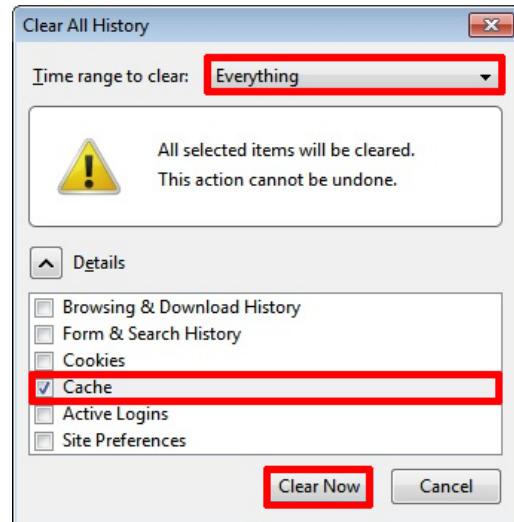 Clear All History
Time range to clear: Everything
All selected items will be cleared.
This action cannot be undone.
Details
Browsing & Download History
Form & Search History
Cookies
Cache
Active Logins
Site Preferences
Clear Now Cancel